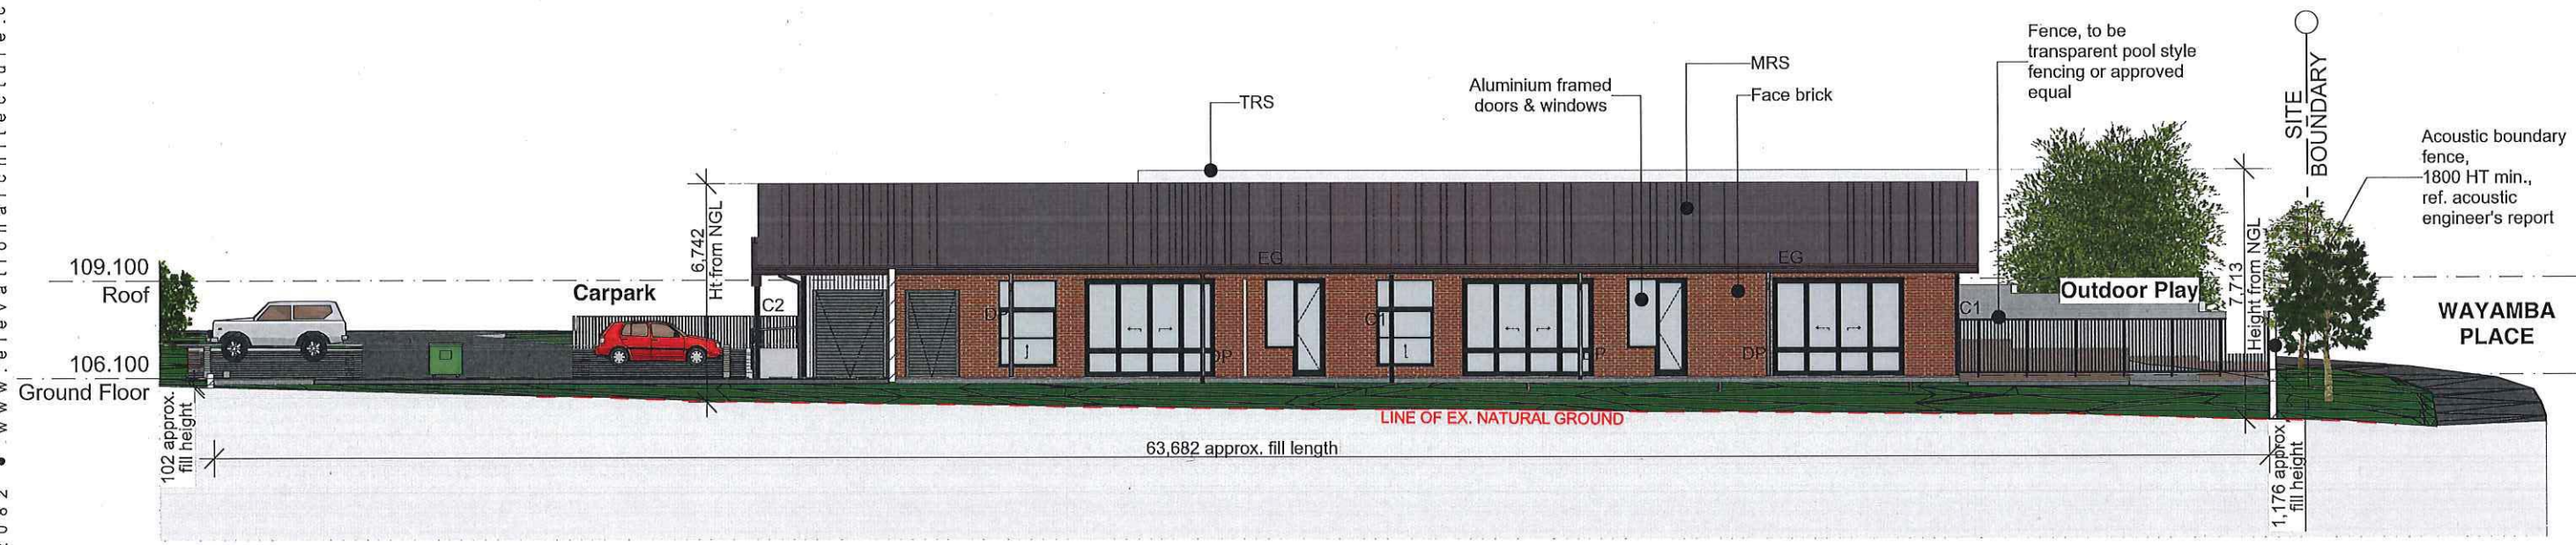 www.elevationarchitecture.c
2082 •
TRS
Aluminium framed
doors & windows
MRS
Face brick
Fence, to be
transparent pool style
fencing or approved
equal
SITE
BOUNDARY
Acoustic boundary
fence,
1800 HT min.,
ref. acoustic
engineer's report
109.100
Roof
106.100
Ground Floor
Carpark
6,742
Ht from NGL
C2
EG
EG
DP
DP
C1
DP
DP
C1
Outdoor Play
7,713
Height from NGL
WAYAMBA
PLACE
LINE OF EX. NATURAL GROUND
102 approx.
fill height
63,682 approx. fill length
1,176 approx
fill height